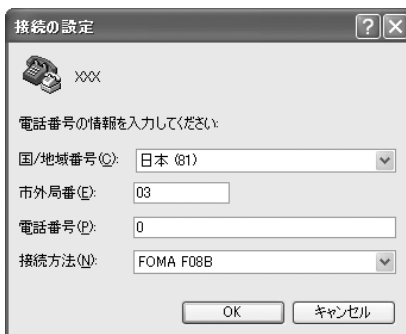 接続の設定
XXX
電話番号の情報を入力してください:
国/地域番号(C): 日本 (81)
市外局番(E): 03
電話番号(P): 0
接続方法(N): FOMA F08B
OK キャンセル